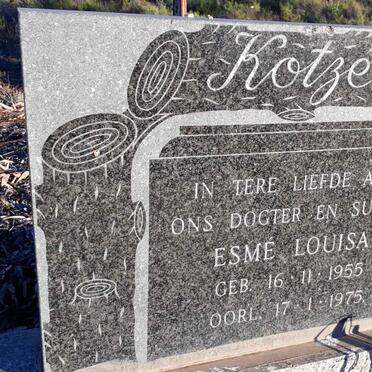 Kotze
IN TERE LIEFDE A
ONS DOGTER EN SU
ESMÉ LOUISA
GEB. 16·11·1955
OORL. 17·1·1975.